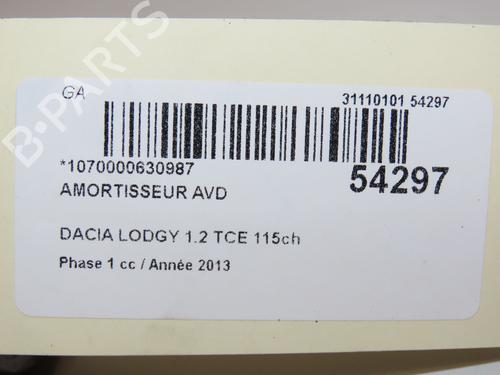 GA
31110101 54297
*1070000630987
54297
AMORTISSEUR AVD
DACIA LODGY 1.2 TCE 115ch
Phase 1 cc / Année 2013
B-PARTS